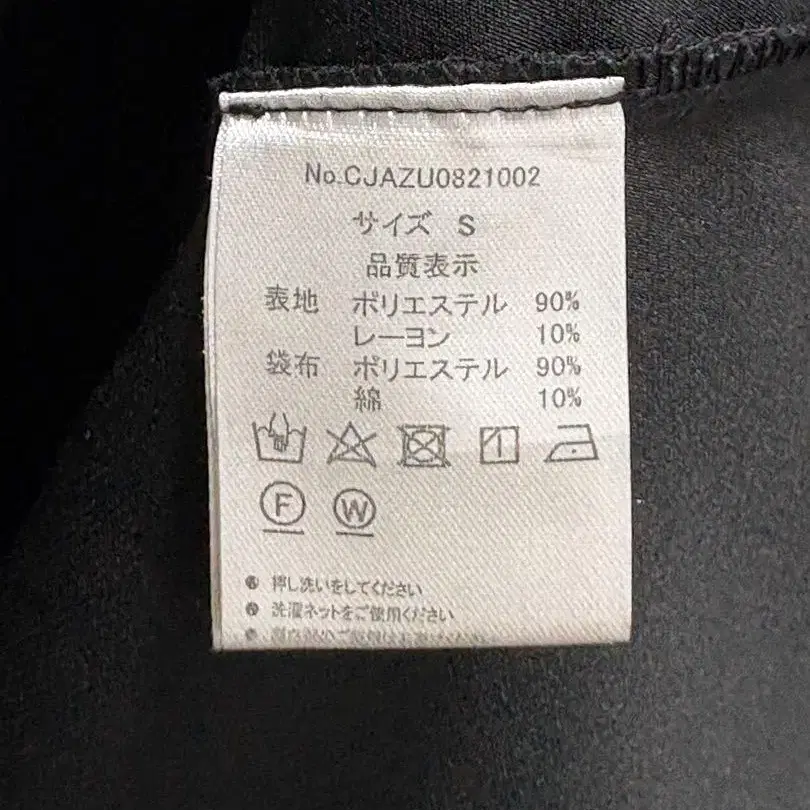 No.CJAZU0821002
サイズ S
品質表示
表地 ポリエステル 90%
レーヨン 10%
袋布 ポリエステル 90%
綿 10%
F W
● 押し洗いをしてください
● 洗濯ネットをご使用ください